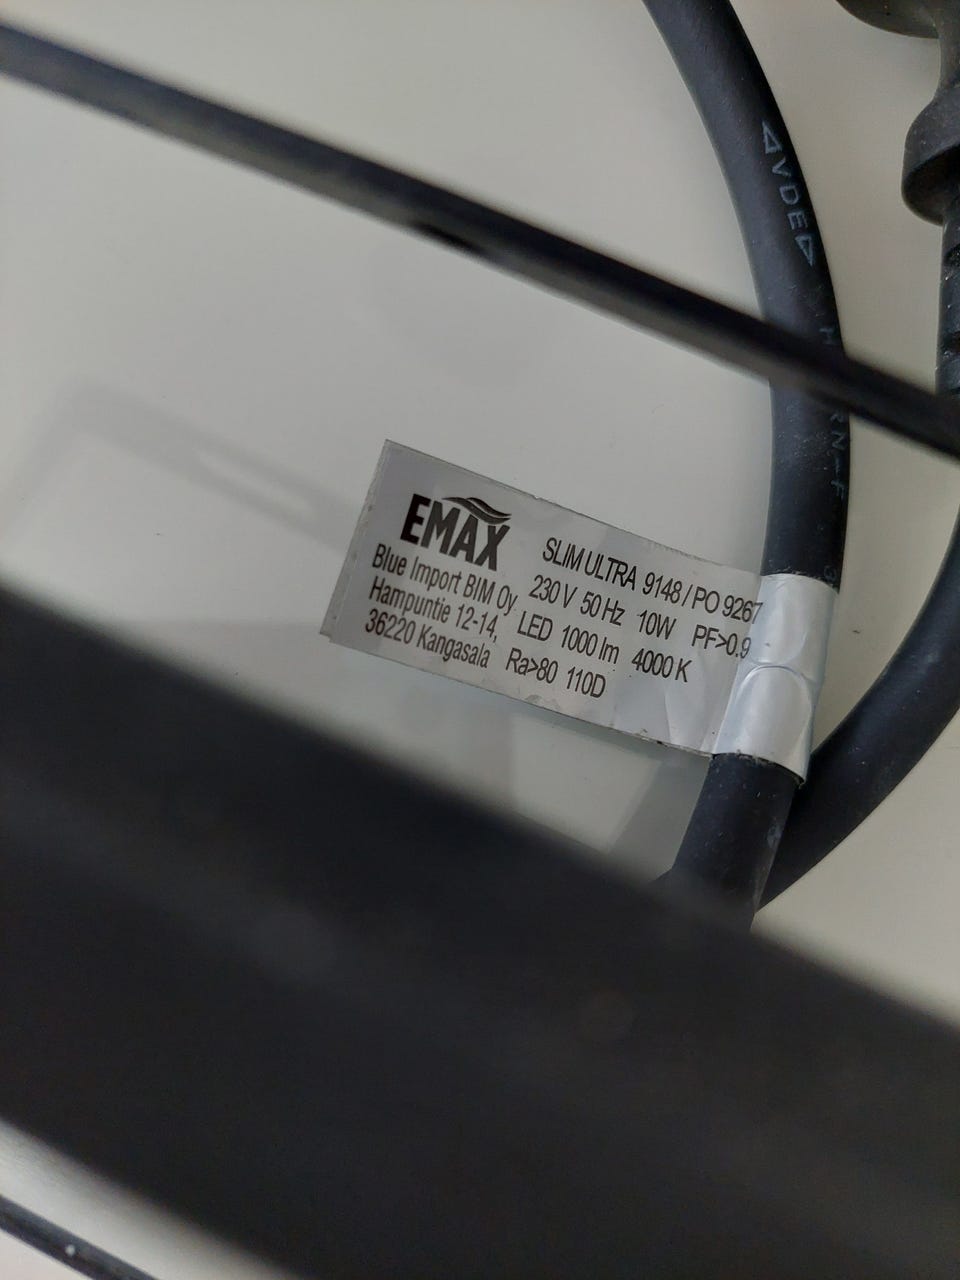 ◁VDE▷
RN-F
EMAX
Blue Import BIM Oy
Hampuntie 12-14,
36220 Kangasala
SLIM ULTRA 9148 / PO 9267
230 V 50 Hz 10W PF>0.9
LED 1000 lm 4000 K
Ra>80 110D